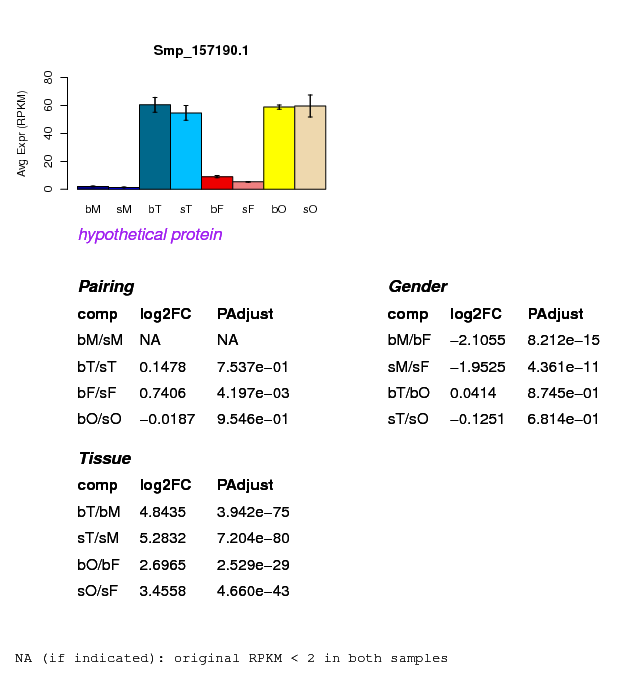 Smp_157190.1
Avg Expr (RPKM)
80
60
40
20
0
bM sM bT sT bF sF bO sO
hypothetical protein
Pairing
comp log2FC PAdjust
bM/sM NA NA
bT/sT 0.1478 7.537e−01
bF/sF 0.7406 4.197e−03
bO/sO −0.0187 9.546e−01
Gender
comp log2FC PAdjust
bM/bF −2.1055 8.212e−15
sM/sF −1.9525 4.361e−11
bT/bO 0.0414 8.745e−01
sT/sO −0.1251 6.814e−01
Tissue
comp log2FC PAdjust
bT/bM 4.8435 3.942e−75
sT/sM 5.2832 7.204e−80
bO/bF 2.6965 2.529e−29
sO/sF 3.4558 4.660e−43
NA (if indicated): original RPKM < 2 in both samples